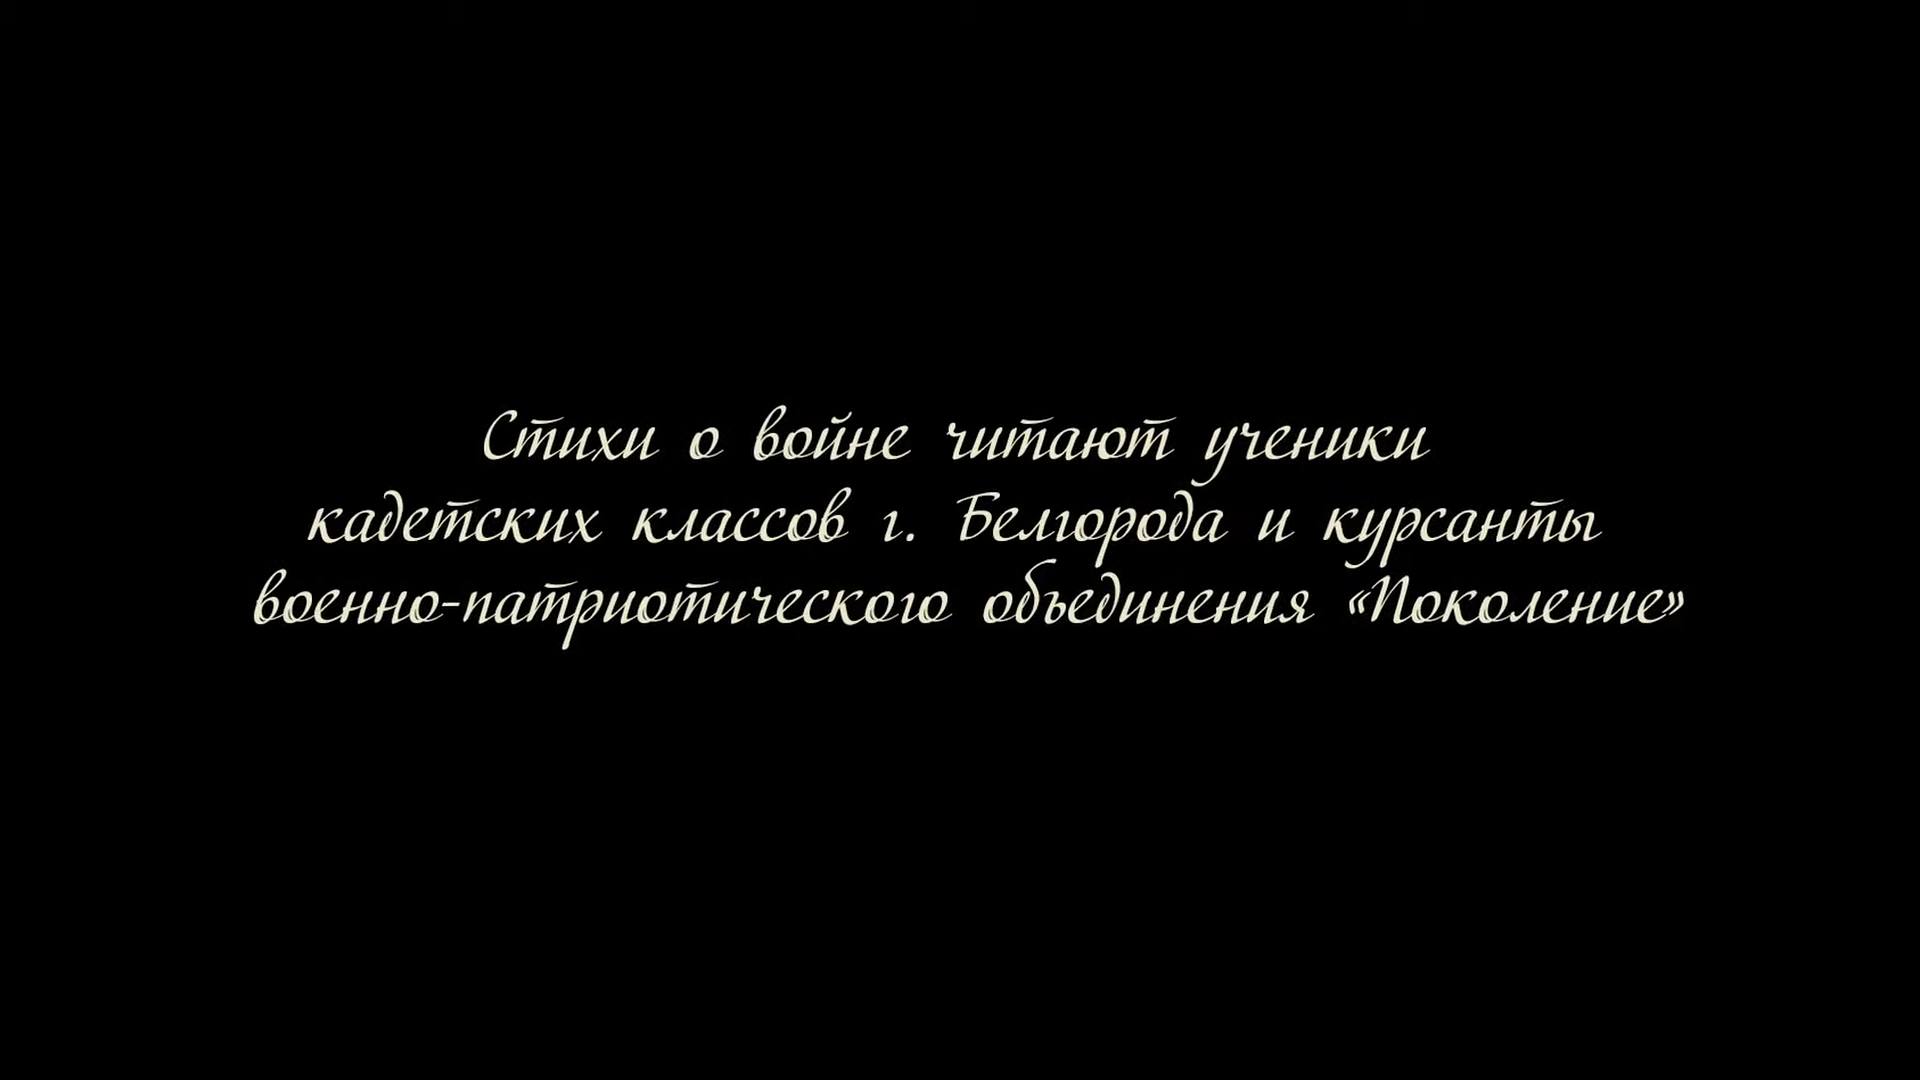 Стихи о войне читают ученики
кадетских классов г. Белгорода и курсанты
военно-патриотического объединения «Поколение»